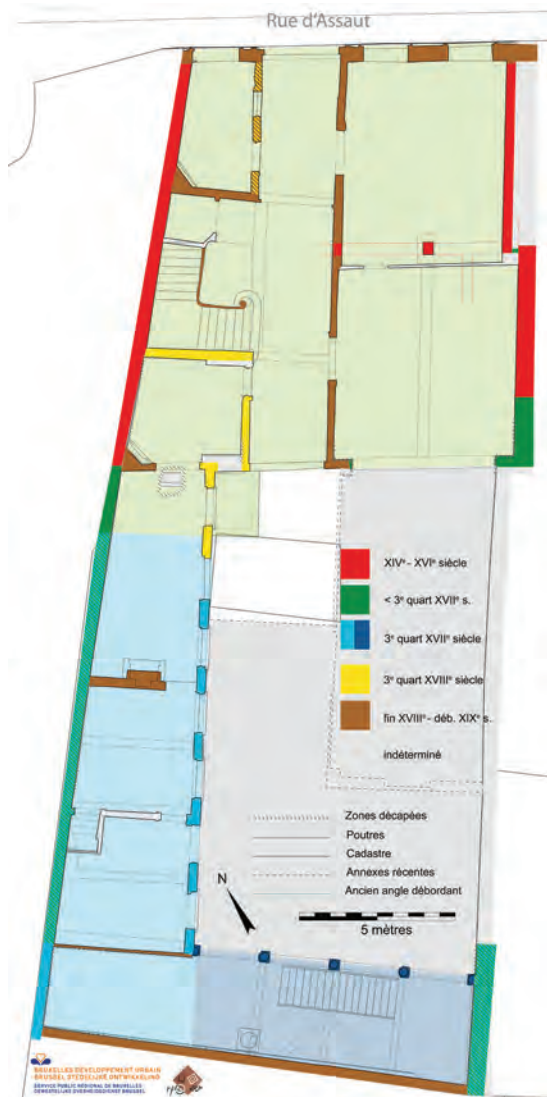 Rue d'Assaut
XIVᵉ - XVIᵉ siècle
< 3ᵉ quart XVIIᵉ s.
3ᵉ quart XVIIᵉ siècle
3ᵉ quart XVIIIᵉ siècle
fin XVIIIᵉ - déb. XIXᵉ s.
indéterminé
Zones décapées
Poutres
Cadastre
Annexes récentes
Ancien angle débordant
N
5 mètres
BRUXELLES DÉVELOPPEMENT URBAIN
BRUSSEL STEDELIJKE ONTWIKKELING
SERVICE PUBLIC RÉGIONAL DE BRUXELLES
GEWESTELIJKE OVERHEIDSDIENST BRUSSEL